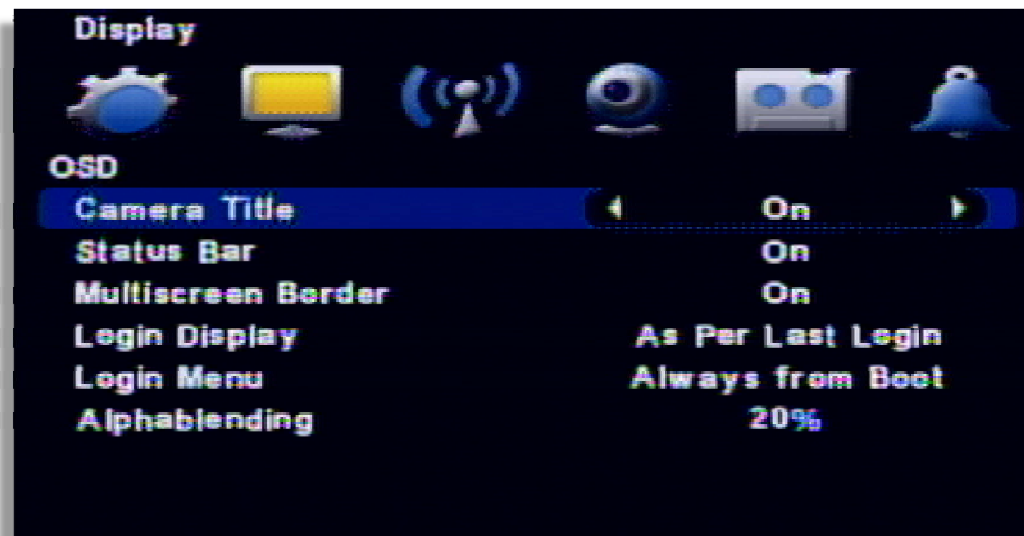 Display
OSD
Camera Title On
Status Bar On
Multiscreen Border On
Login Display As Per Last Login
Login Menu Always from Boot
Alphablending 20%